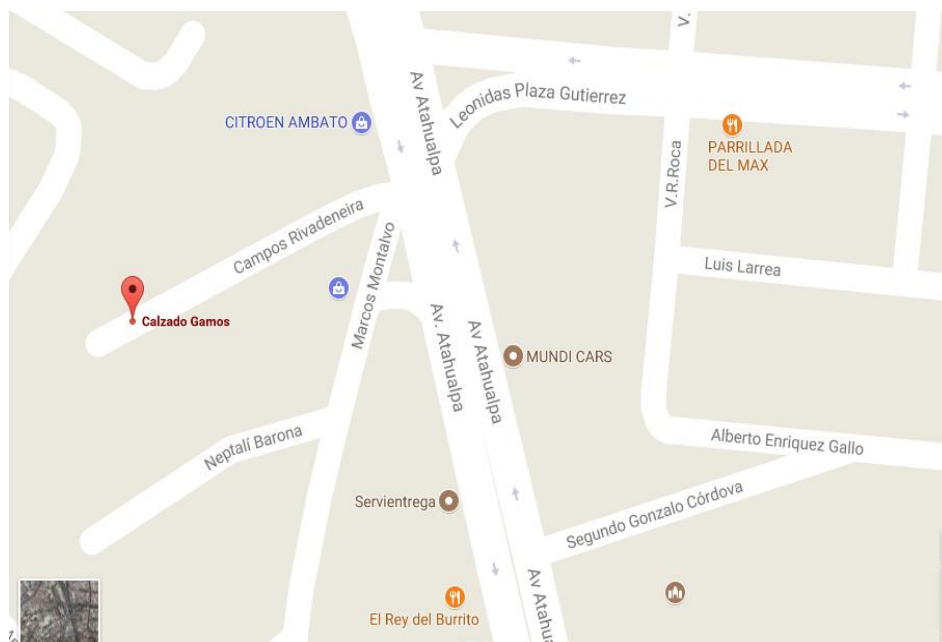 V.
Av Atahualpa
Leonidas Plaza Gutierrez
CITROEN AMBATO
PARRILLADA
DEL MAX
V.R.Roca
Campos Rivadeneira
Marcos Montalvo
Luis Larrea
Calzado Gamos
Av. Atahualpa
Av Atahualpa
MUNDI CARS
Neptalí Barona
Alberto Enriquez Gallo
Servientrega
Segundo Gonzalo Córdova
El Rey del Burrito
Av Atahualpa